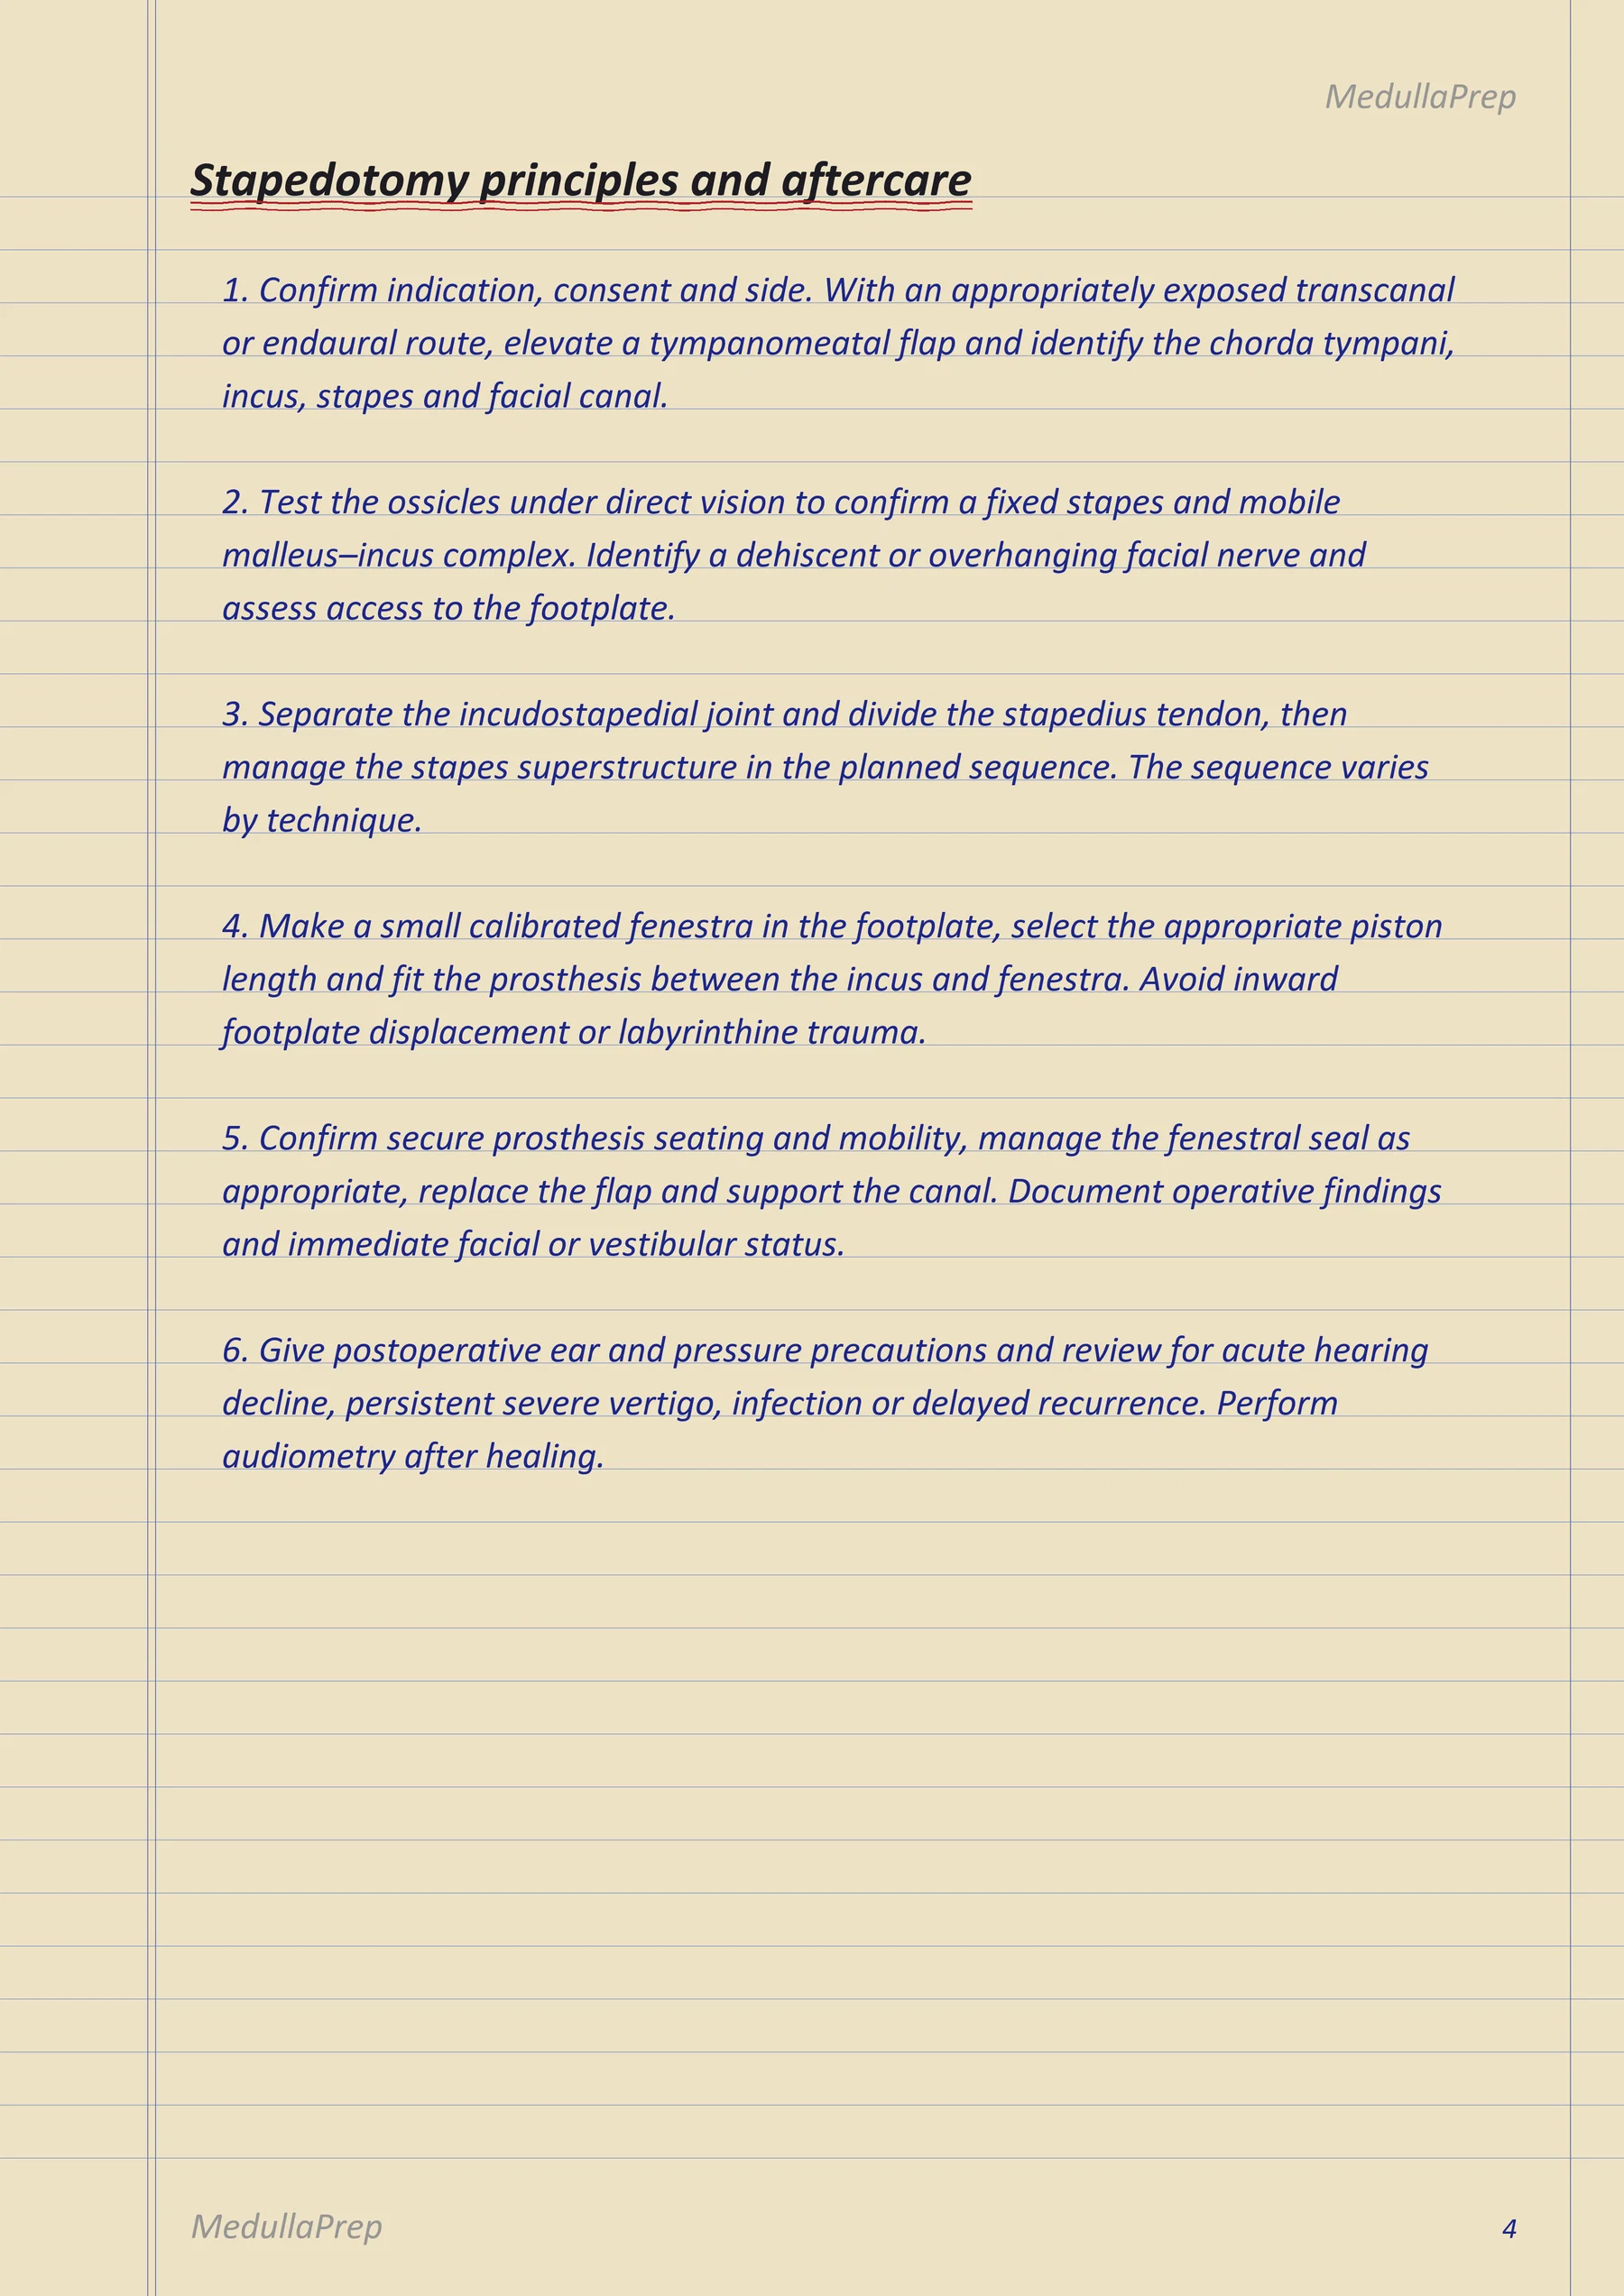 MedullaPrep
Stapedotomy principles and aftercare
1. Confirm indication, consent and side. With an appropriately exposed transcanal
or endaural route, elevate a tympanomeatal flap and identify the chorda tympani,
incus, stapes and facial canal.
2. Test the ossicles under direct vision to confirm a fixed stapes and mobile
malleus–incus complex. Identify a dehiscent or overhanging facial nerve and
assess access to the footplate.
3. Separate the incudostapedial joint and divide the stapedius tendon, then
manage the stapes superstructure in the planned sequence. The sequence varies
by technique.
4. Make a small calibrated fenestra in the footplate, select the appropriate piston
length and fit the prosthesis between the incus and fenestra. Avoid inward
footplate displacement or labyrinthine trauma.
5. Confirm secure prosthesis seating and mobility, manage the fenestral seal as
appropriate, replace the flap and support the canal. Document operative findings
and immediate facial or vestibular status.
6. Give postoperative ear and pressure precautions and review for acute hearing
decline, persistent severe vertigo, infection or delayed recurrence. Perform
audiometry after healing.
MedullaPrep
4